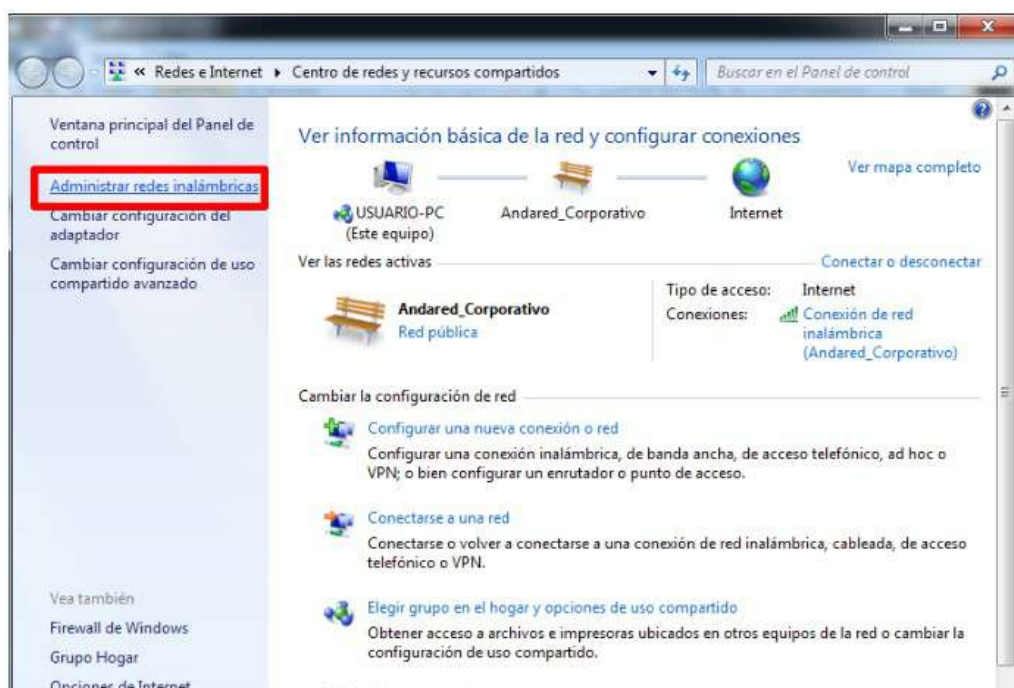 « Redes e Internet ▸ Centro de redes y recursos compartidos
Buscar en el Panel de control
Ventana principal del Panel de
control
Administrar redes inalámbricas
Cambiar configuración del
adaptador
Cambiar configuración de uso
compartido avanzado
Vea también
Firewall de Windows
Grupo Hogar
Opciones de Internet
Ver información básica de la red y configurar conexiones
Ver mapa completo
USUARIO-PC
(Este equipo)
Andared_Corporativo
Internet
Ver las redes activas
Conectar o desconectar
Andared_Corporativo
Red pública
Tipo de acceso: Internet
Conexiones: Conexión de red
inalámbrica
(Andared_Corporativo)
Cambiar la configuración de red
Configurar una nueva conexión o red
Configurar una conexión inalámbrica, de banda ancha, de acceso telefónico, ad hoc o
VPN; o bien configurar un enrutador o punto de acceso.
Conectarse a una red
Conectarse o volver a conectarse a una conexión de red inalámbrica, cableada, de acceso
telefónico o VPN.
Elegir grupo en el hogar y opciones de uso compartido
Obtener acceso a archivos e impresoras ubicados en otros equipos de la red o cambiar la
configuración de uso compartido.